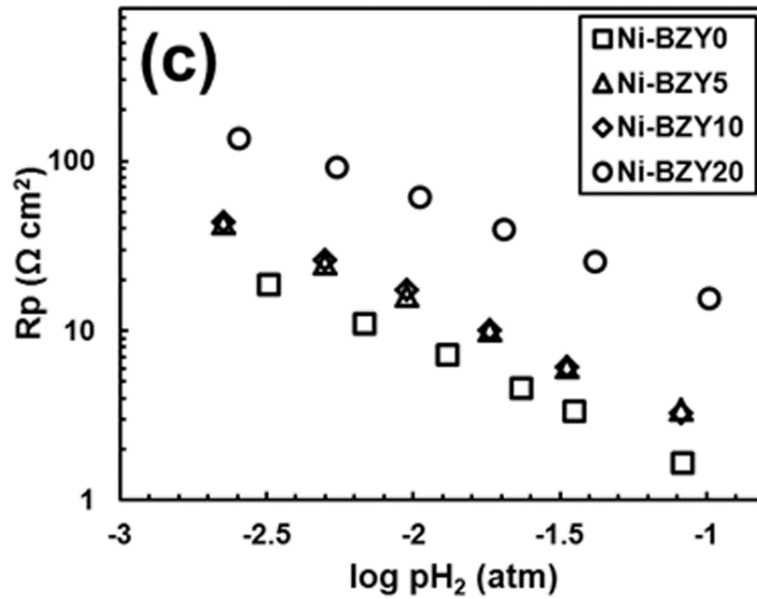 (c)
Ni-BZY0
Ni-BZY5
Ni-BZY10
Ni-BZY20
100
10
1
Rp (Ω cm²)
-3 -2.5 -2 -1.5 -1
log pH₂ (atm)